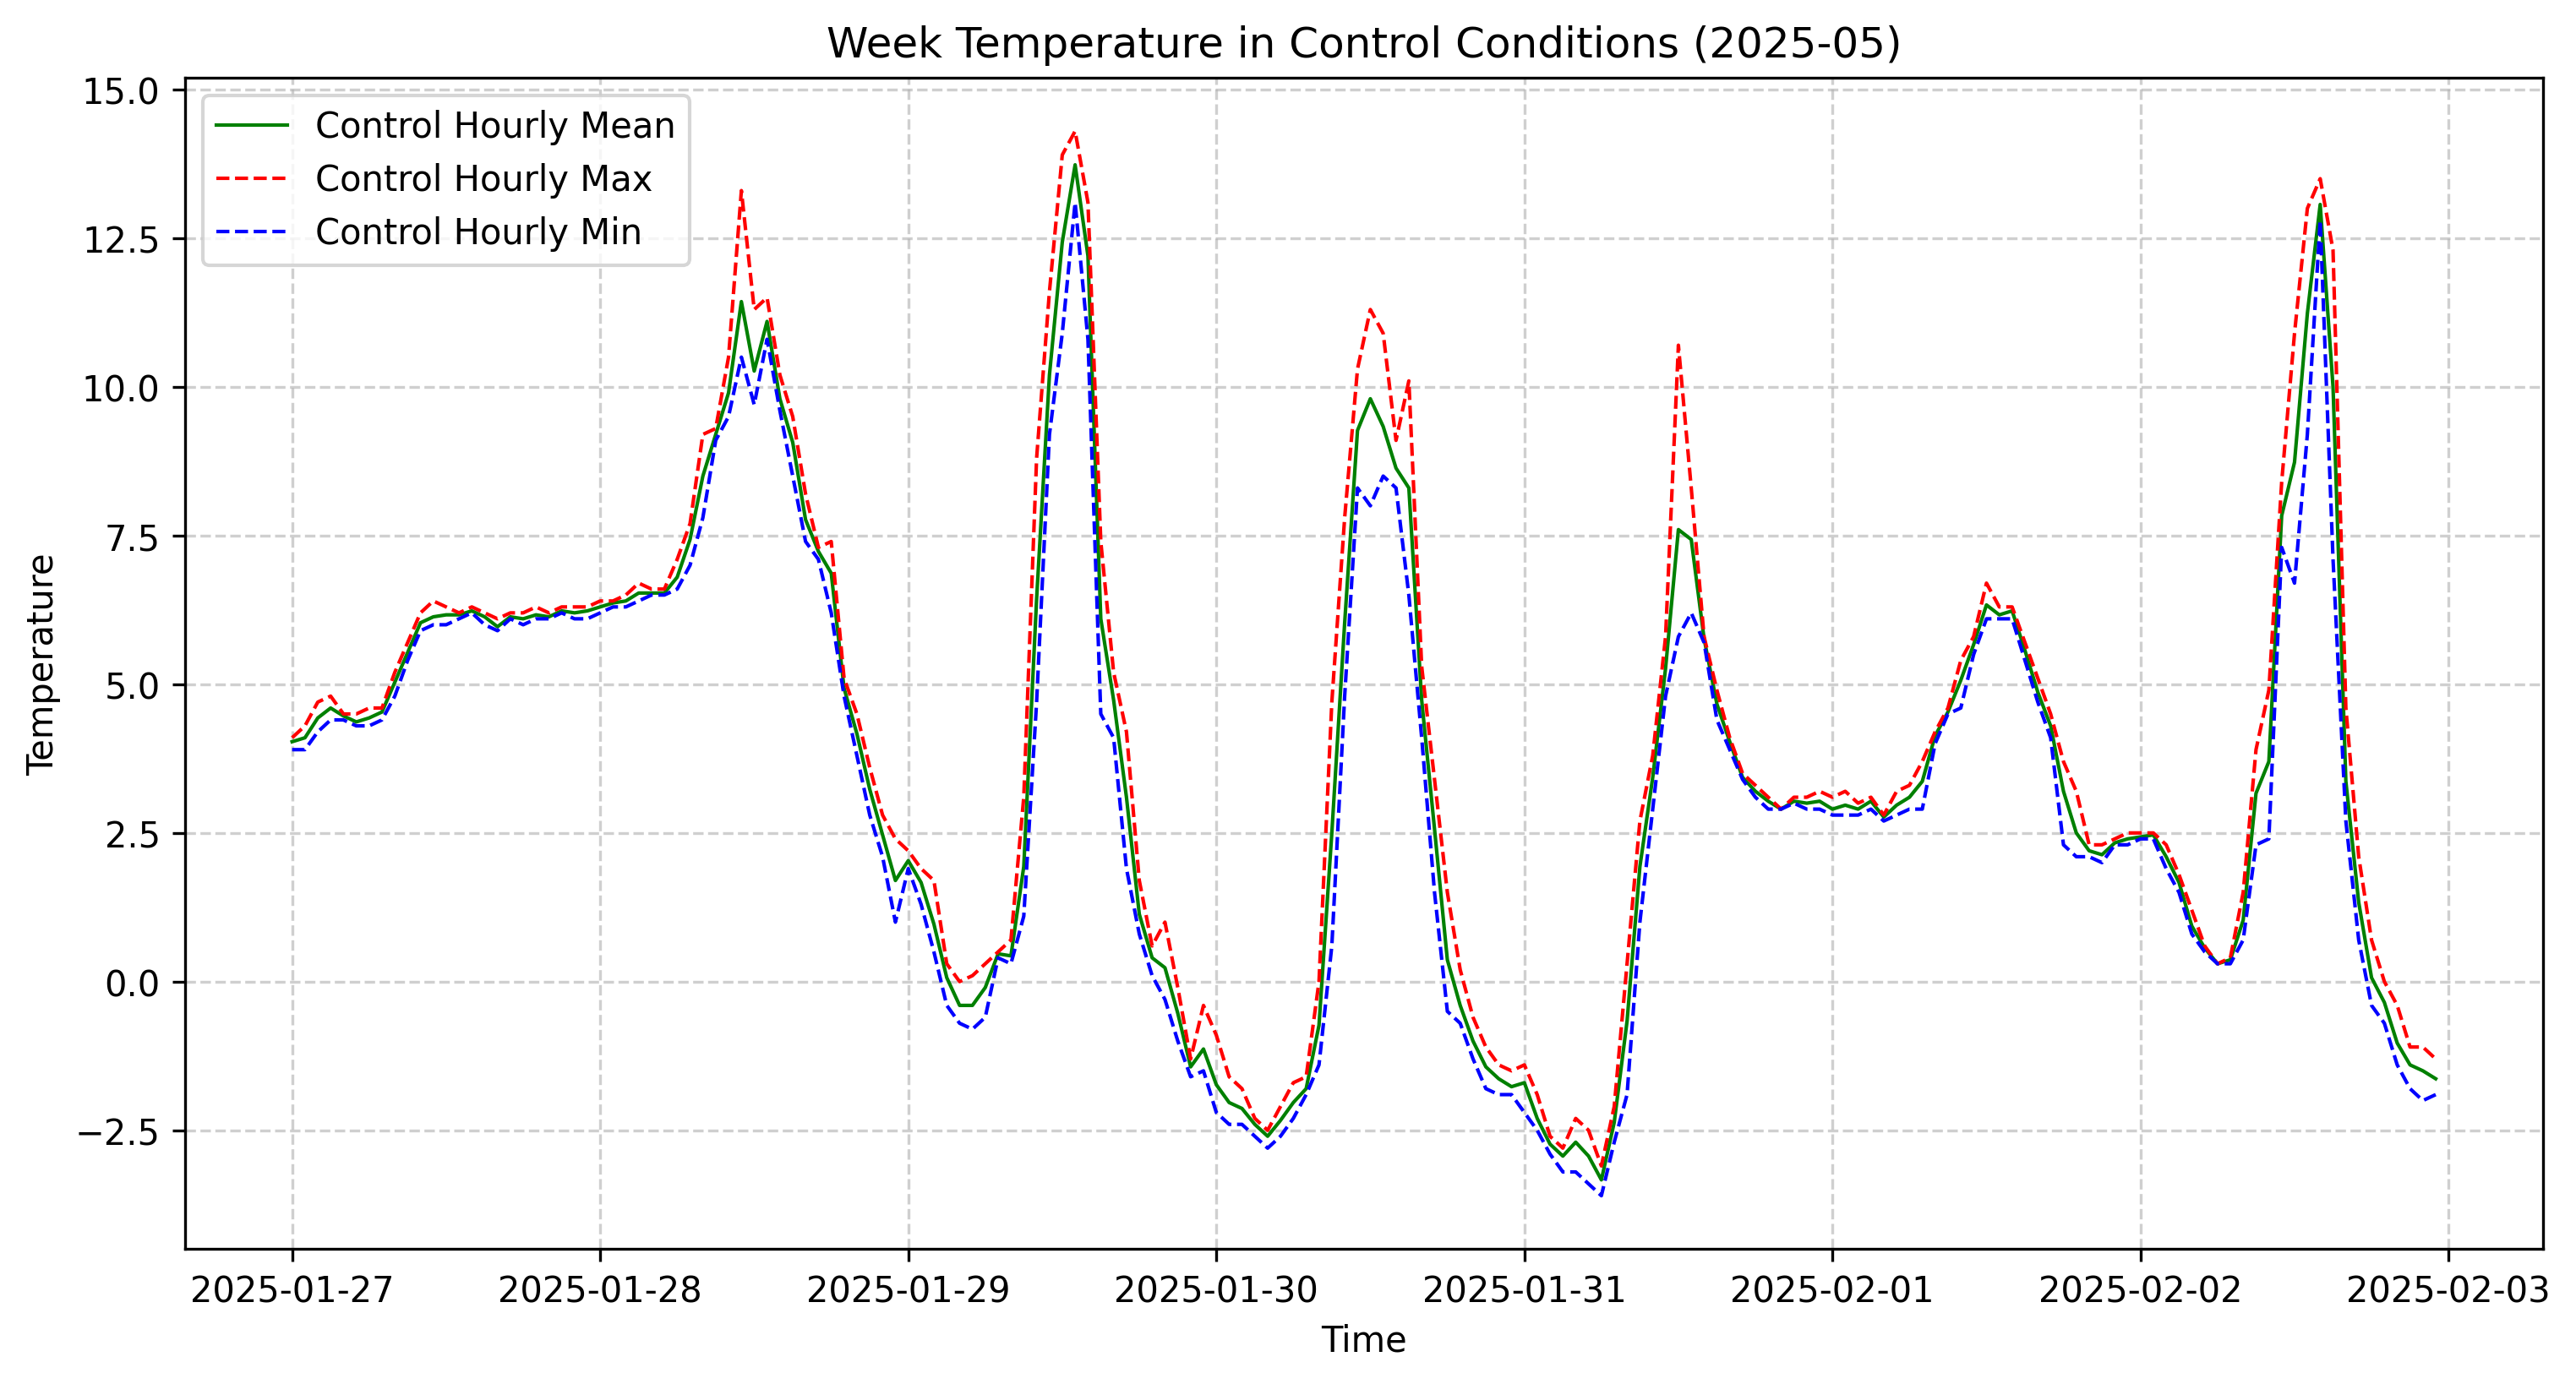 Week Temperature in Control Conditions (2025-05)
Control Hourly Mean
Control Hourly Max
Control Hourly Min
15.0
12.5
10.0
7.5
5.0
2.5
0.0
−2.5
Temperature
2025-01-27 2025-01-28 2025-01-29 2025-01-30 2025-01-31 2025-02-01 2025-02-02 2025-02-03
Time